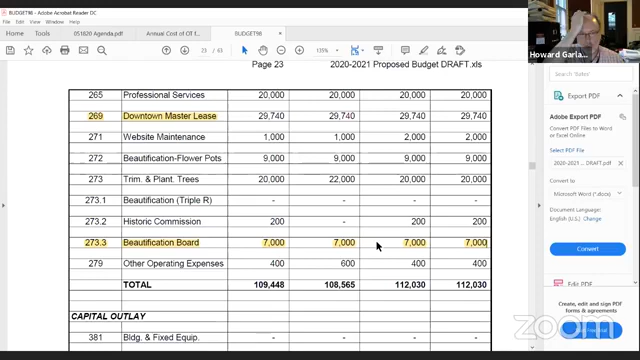 BUDGET98 - Adobe Acrobat Reader DC
File Edit View Window Help
051820 Agenda.pdf Annual Cost of OT f... BUDGET98 ×
23 / 63 135%
Page 23 2020-2021 Proposed Budget DRAFT.xls
265 Professional Services 20,000 20,000 20,000 20,000
269 Downtown Master Lease 29,740 29,740 29,740 29,740
271 Website Maintenance 1,000 1,000 2,000 2,000
272 Beautification-Flower Pots 9,000 9,000 9,000 9,000
273 Trim. & Plant. Trees 20,000 22,000 20,000 20,000
273.1 Beautification (Triple R) - - - -
273.2 Historic Commission 200 - 200 200
273.3 Beautification Board 7,000 7,000 7,000 7,000
279 Other Operating Expenses 400 600 400 400
TOTAL 109,448 108,565 112,030 112,030
CAPITAL OUTLAY
381 Bldg. & Fixed Equip. - - - -
Howard Garla...
Export PDF
Adobe Export PDF
Convert PDF Files to Word
or Excel Online
Select PDF File
2020-2021 ... DRAFT.pdf ×
Convert to
Microsoft Word (*.docx)
Document Language:
English (U.S.) Change
Convert
Edit PDF
Create, edit and sign PDF
forms & agreements
zoom